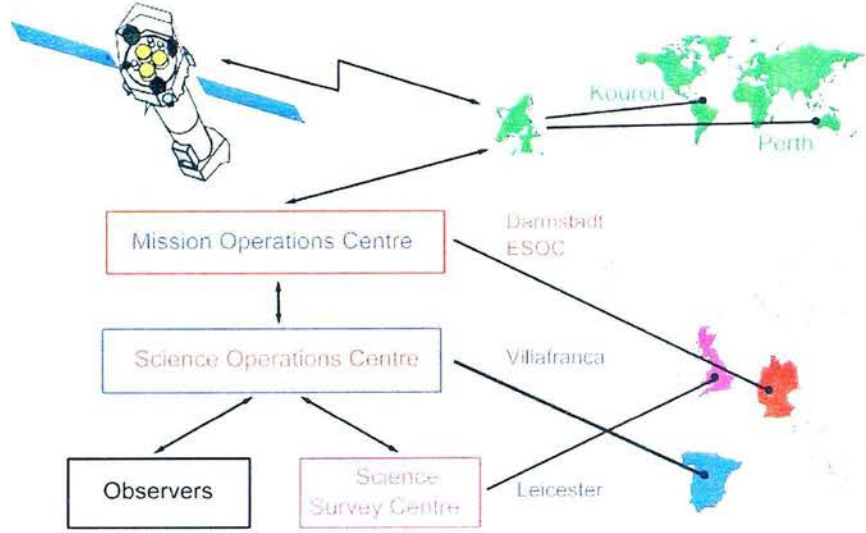 Kourou
Perth
Mission Operations Centre
Darmstadt
ESOC
Science Operations Centre
Villafranca
Observers
Science
Survey Centre
Leicester